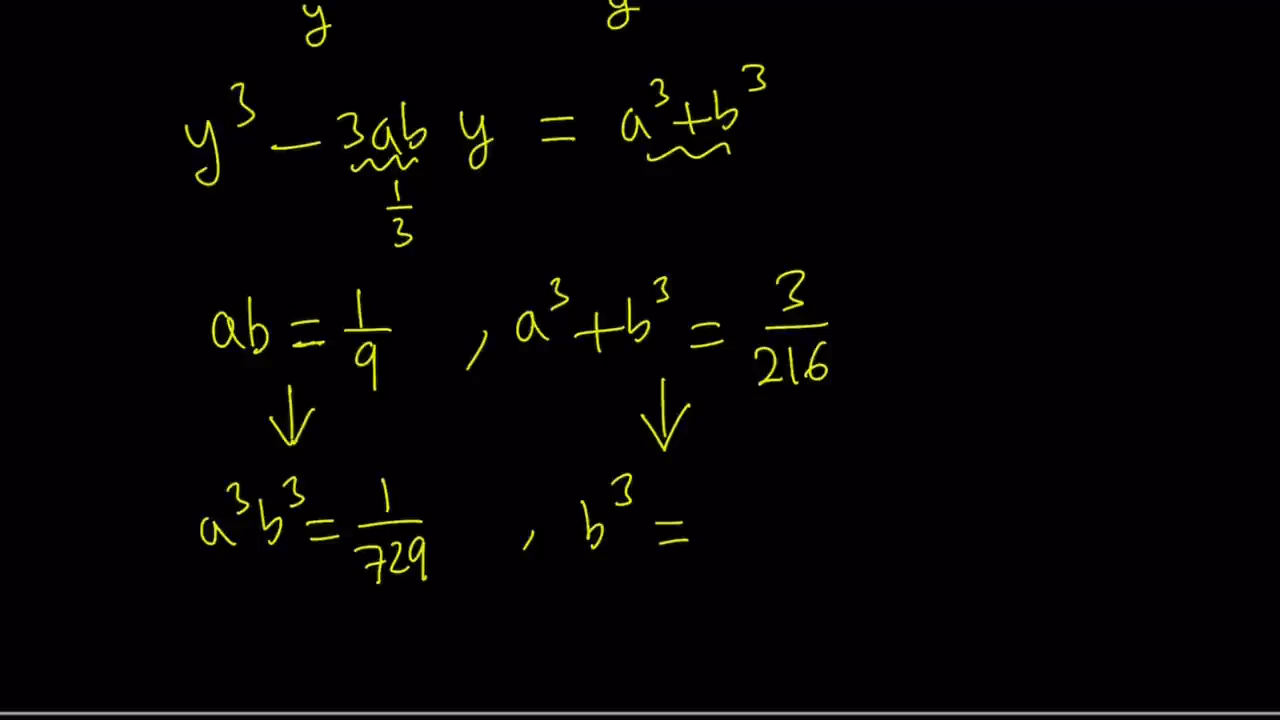 y y
y³ − 3ab y = a³+b³
1/3
ab = 1/9 , a³+b³ = 3/216
↓ ↓
a³b³ = 1/729 , b³ =